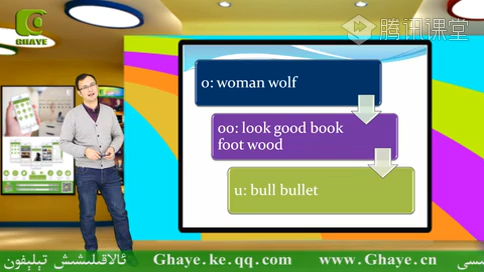 GHAYE
腾讯课堂
o: woman wolf
oo: look good book
foot wood
u: bull bullet
ئالاقىلىشىش تېلېفون Ghaye.ke.qq.com www.Ghaye.cn